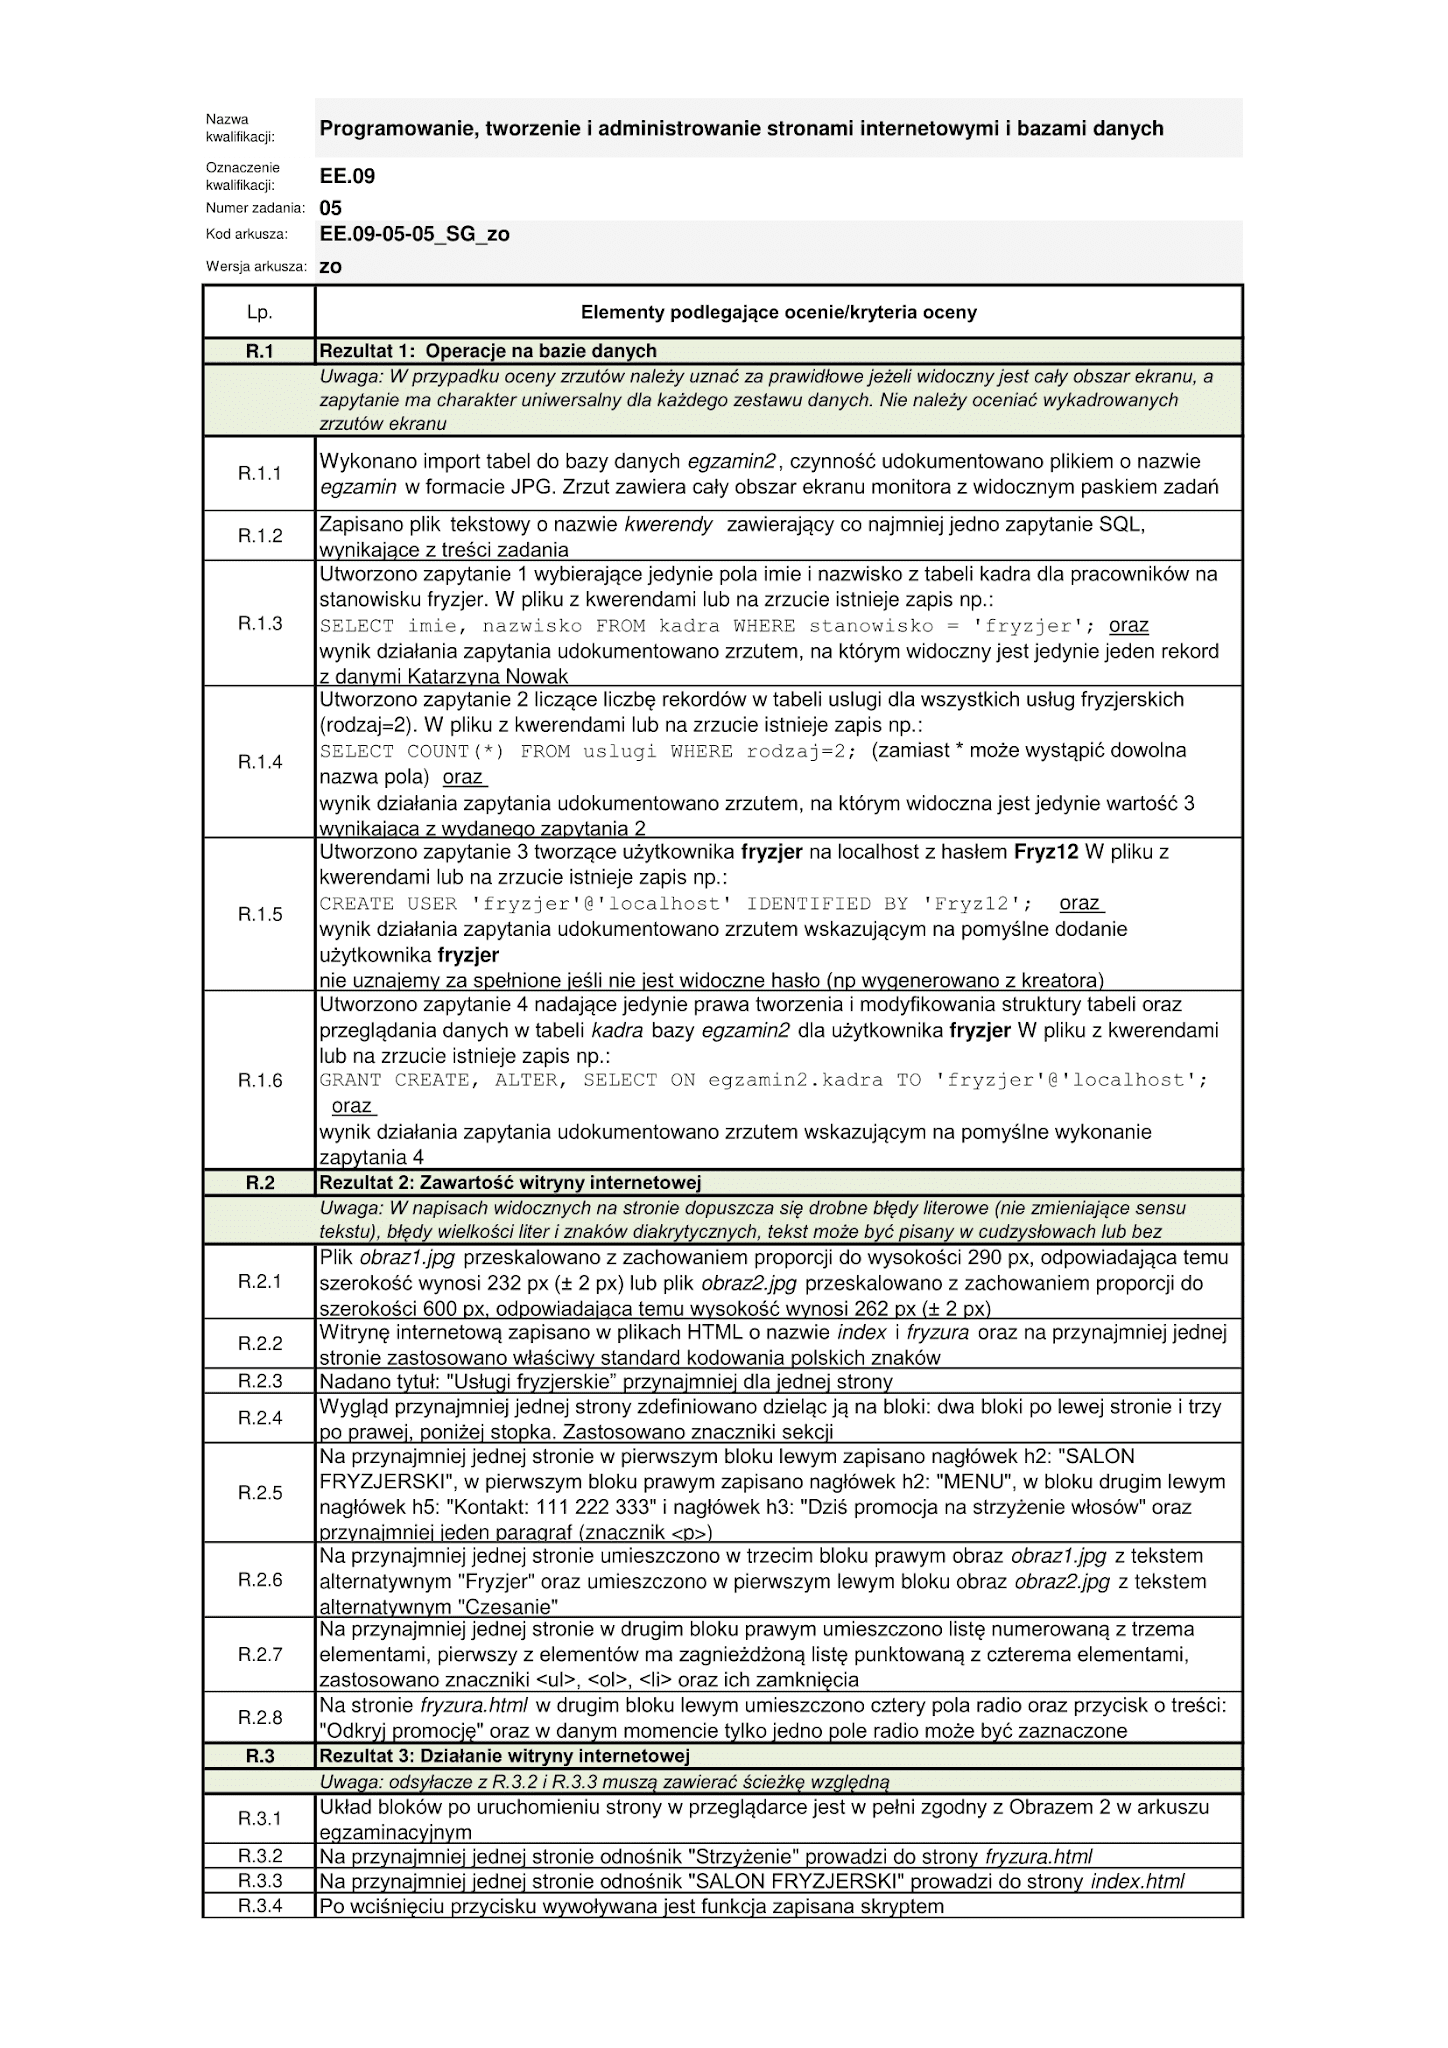 Nazwa
kwalifikacji:
Programowanie, tworzenie i administrowanie stronami internetowymi i bazami danych
Oznaczenie
kwalifikacji:
EE.09
Numer zadania: 05
Kod arkusza: EE.09-05-05_SG_zo
Wersja arkusza: zo
Lp. Elementy podlegające ocenie/kryteria oceny
R.1 Rezultat 1: Operacje na bazie danych
Uwaga: W przypadku oceny zrzutów należy uznać za prawidłowe jeżeli widoczny jest cały obszar ekranu, a
zapytanie ma charakter uniwersalny dla każdego zestawu danych. Nie należy oceniać wykadrowanych
zrzutów ekranu
R.1.1
Wykonano import tabel do bazy danych egzamin2, czynność udokumentowano plikiem o nazwie
egzamin w formacie JPG. Zrzut zawiera cały obszar ekranu monitora z widocznym paskiem zadań
R.1.2
Zapisano plik tekstowy o nazwie kwerendy zawierający co najmniej jedno zapytanie SQL,
wynikające z treści zadania
R.1.3
Utworzono zapytanie 1 wybierające jedynie pola imie i nazwisko z tabeli kadra dla pracowników na
stanowisku fryzjer. W pliku z kwerendami lub na zrzucie istnieje zapis np.:
SELECT imie, nazwisko FROM kadra WHERE stanowisko = 'fryzjer'; oraz
wynik działania zapytania udokumentowano zrzutem, na którym widoczny jest jedynie jeden rekord
z danymi Katarzyna Nowak
R.1.4
Utworzono zapytanie 2 liczące liczbę rekordów w tabeli uslugi dla wszystkich usług fryzjerskich
(rodzaj=2). W pliku z kwerendami lub na zrzucie istnieje zapis np.:
SELECT COUNT(*) FROM uslugi WHERE rodzaj=2; (zamiast * może wystąpić dowolna
nazwa pola) oraz
wynik działania zapytania udokumentowano zrzutem, na którym widoczna jest jedynie wartość 3
wynikająca z wydanego zapytania 2
R.1.5
Utworzono zapytanie 3 tworzące użytkownika fryzjer na localhost z hasłem Fryz12 W pliku z
kwerendami lub na zrzucie istnieje zapis np.:
CREATE USER 'fryzjer'@'localhost' IDENTIFIED BY 'Fryz12'; oraz
wynik działania zapytania udokumentowano zrzutem wskazującym na pomyślne dodanie
użytkownika fryzjer
nie uznajemy za spełnione jeśli nie jest widoczne hasło (np wygenerowano z kreatora)
R.1.6
Utworzono zapytanie 4 nadające jedynie prawa tworzenia i modyfikowania struktury tabeli oraz
przeglądania danych w tabeli kadra bazy egzamin2 dla użytkownika fryzjer W pliku z kwerendami
lub na zrzucie istnieje zapis np.:
GRANT CREATE, ALTER, SELECT ON egzamin2.kadra TO 'fryzjer'@'localhost';
oraz
wynik działania zapytania udokumentowano zrzutem wskazującym na pomyślne wykonanie
zapytania 4
R.2 Rezultat 2: Zawartość witryny internetowej
Uwaga: W napisach widocznych na stronie dopuszcza się drobne błędy literowe (nie zmieniające sensu
tekstu), błędy wielkości liter i znaków diakrytycznych, tekst może być pisany w cudzysłowach lub bez
R.2.1
Plik obraz1.jpg przeskalowano z zachowaniem proporcji do wysokości 290 px, odpowiadająca temu
szerokość wynosi 232 px (± 2 px) lub plik obraz2.jpg przeskalowano z zachowaniem proporcji do
szerokości 600 px, odpowiadająca temu wysokość wynosi 262 px (± 2 px)
R.2.2
Witrynę internetową zapisano w plikach HTML o nazwie index i fryzura oraz na przynajmniej jednej
stronie zastosowano właściwy standard kodowania polskich znaków
R.2.3 Nadano tytuł: "Usługi fryzjerskie” przynajmniej dla jednej strony
R.2.4
Wygląd przynajmniej jednej strony zdefiniowano dzieląc ją na bloki: dwa bloki po lewej stronie i trzy
po prawej, poniżej stopka. Zastosowano znaczniki sekcji
R.2.5
Na przynajmniej jednej stronie w pierwszym bloku lewym zapisano nagłówek h2: "SALON
FRYZJERSKI", w pierwszym bloku prawym zapisano nagłówek h2: "MENU", w bloku drugim lewym
nagłówek h5: "Kontakt: 111 222 333" i nagłówek h3: "Dziś promocja na strzyżenie włosów" oraz
przynajmniej jeden paragraf (znacznik <p>)
R.2.6
Na przynajmniej jednej stronie umieszczono w trzecim bloku prawym obraz obraz1.jpg z tekstem
alternatywnym "Fryzjer" oraz umieszczono w pierwszym lewym bloku obraz obraz2.jpg z tekstem
alternatywnym "Czesanie"
R.2.7
Na przynajmniej jednej stronie w drugim bloku prawym umieszczono listę numerowaną z trzema
elementami, pierwszy z elementów ma zagnieżdżoną listę punktowaną z czterema elementami,
zastosowano znaczniki <ul>, <ol>, <li> oraz ich zamknięcia
R.2.8
Na stronie fryzura.html w drugim bloku lewym umieszczono cztery pola radio oraz przycisk o treści:
"Odkryj promocję" oraz w danym momencie tylko jedno pole radio może być zaznaczone
R.3 Rezultat 3: Działanie witryny internetowej
Uwaga: odsyłacze z R.3.2 i R.3.3 muszą zawierać ścieżkę względną
R.3.1
Układ bloków po uruchomieniu strony w przeglądarce jest w pełni zgodny z Obrazem 2 w arkuszu
egzaminacyjnym
R.3.2 Na przynajmniej jednej stronie odnośnik "Strzyżenie" prowadzi do strony fryzura.html
R.3.3 Na przynajmniej jednej stronie odnośnik "SALON FRYZJERSKI" prowadzi do strony index.html
R.3.4 Po wciśnięciu przycisku wywoływana jest funkcja zapisana skryptem